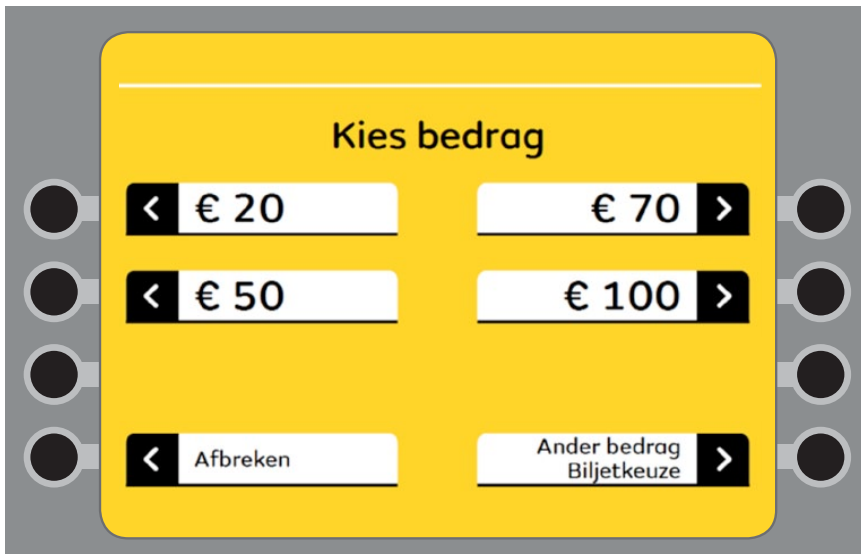 Kies bedrag
€ 20
€ 70
€ 50
€ 100
Afbreken
Ander bedrag
Biljetkeuze